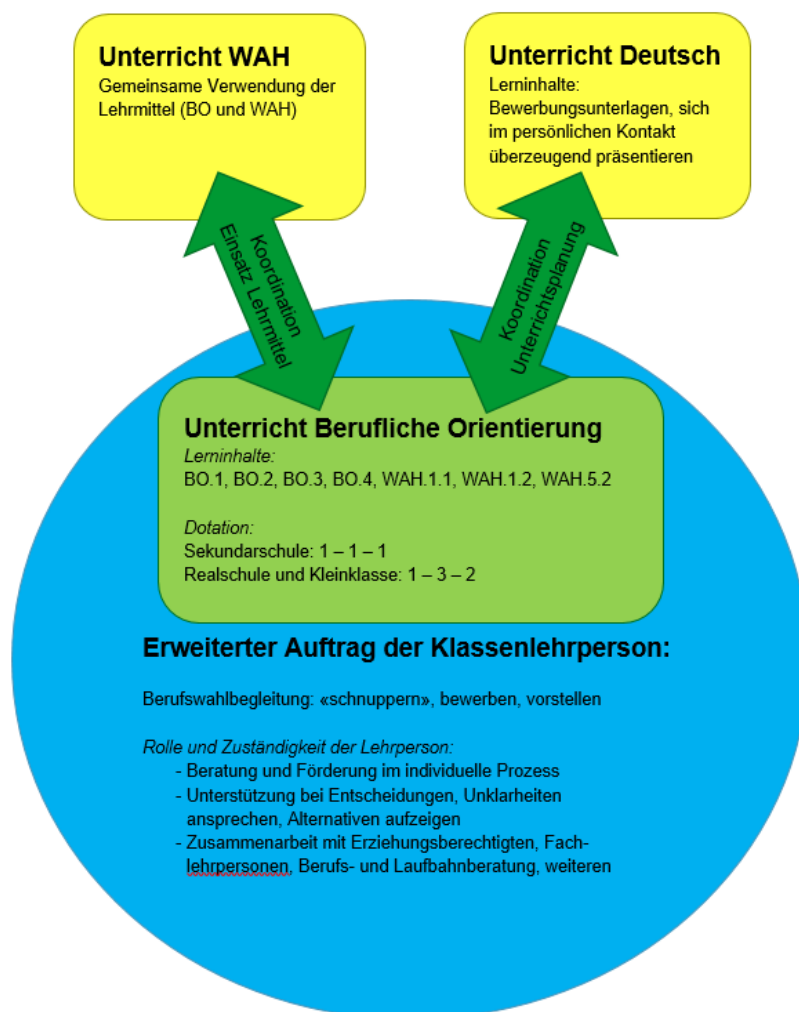 Unterricht WAH
Gemeinsame Verwendung der
Lehrmittel (BO und WAH)
Unterricht Deutsch
Lerninhalte:
Bewerbungsunterlagen, sich
im persönlichen Kontakt
überzeugend präsentieren
Koordination
Einsatz Lehrmittel
Koordination
Unterrichtsplanung
Unterricht Berufliche Orientierung
Lerninhalte:
BO.1, BO.2, BO.3, BO.4, WAH.1.1, WAH.1.2, WAH.5.2
Dotation:
Sekundarschule: 1 – 1 – 1
Realschule und Kleinklasse: 1 – 3 – 2
Erweiterter Auftrag der Klassenlehrperson:
Berufswahlbegleitung: «schnuppern», bewerben, vorstellen
Rolle und Zuständigkeit der Lehrperson:
- Beratung und Förderung im individuelle Prozess
- Unterstützung bei Entscheidungen, Unklarheiten
ansprechen, Alternativen aufzeigen
- Zusammenarbeit mit Erziehungsberechtigten, Fach-
lehrpersonen, Berufs- und Laufbahnberatung, weiteren